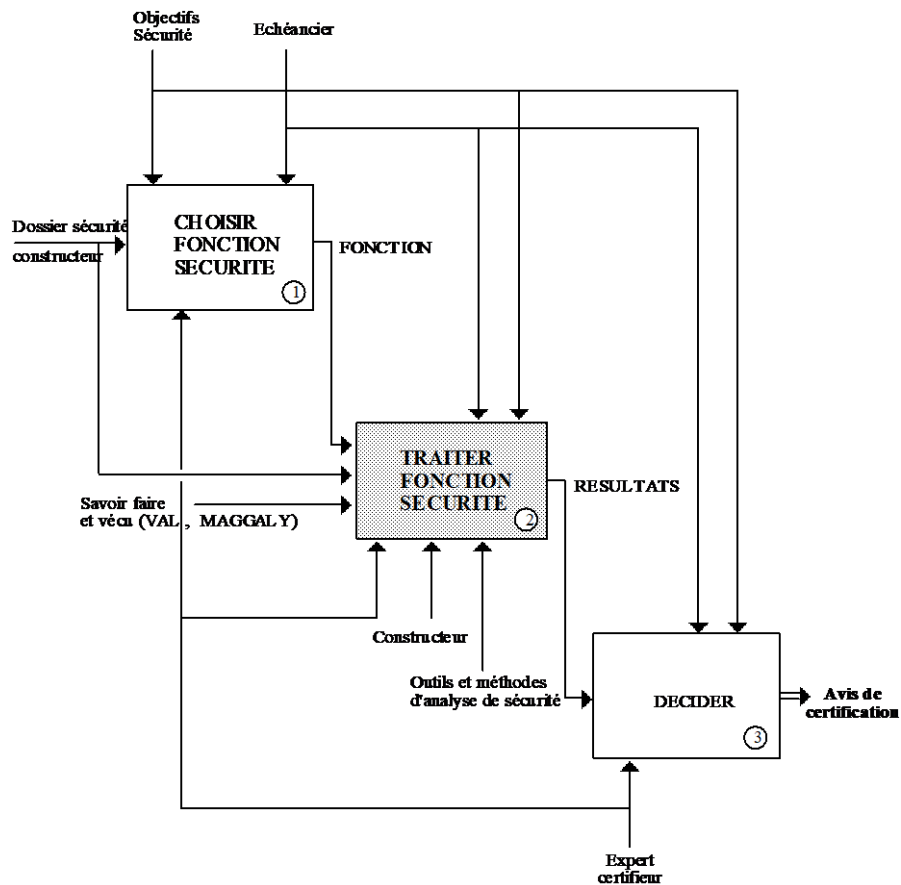 Objectifs
Sécurité
Echéancier
CHOISIR
FONCTION
SECURITE
1
Dossier sécurité
constructeur
FONCTION
TRAITER
FONCTION
SECURITE
2
Savoir faire
et vécu (VAL , MAGGALY)
RESULTATS
Constructeur
Outils et méthodes
d'analyse de sécurité
DECIDER
3
Avis de
certification
Expert
certifieur